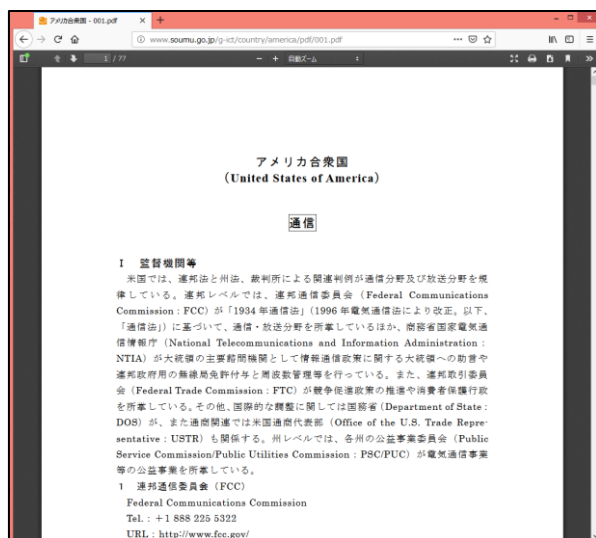 アメリカ合衆国 - 001.pdf
www.soumu.go.jp/g-ict/country/america/pdf/001.pdf
1 / 77
自動ズーム
アメリカ合衆国
（United States of America）
通信
Ⅰ 監督機関等
米国では、連邦法と州法、裁判所による関連判例が通信分野及び放送分野を規
律している。連邦レベルでは、連邦通信委員会（Federal Communications
Commission：FCC）が「1934 年通信法」（1996 年電気通信法により改正。以下、
「通信法」）に基づいて、通信・放送分野を所掌しているほか、商務省国家電気通
信情報庁（National Telecommunications and Information Administration：
NTIA）が大統領の主要諮問機関として情報通信政策に関する大統領への助言や
連邦政府用の無線局免許付与と周波数管理等を行っている。また、連邦取引委員
会（Federal Trade Commission：FTC）が競争促進政策の推進や消費者保護行政
を所掌している。その他、国際的な調整に関しては国務省（Department of State：
DOS）が、また通商関連では米国通商代表部（Office of the U.S. Trade Repre-
sentative：USTR）も関係する。州レベルでは、各州の公益事業委員会（Public
Service Commission/Public Utilities Commission：PSC/PUC）が電気通信事業
等の公益事業を所掌している。
1 連邦通信委員会（FCC）
Federal Communications Commission
Tel.：＋1 888 225 5322
URL：http://www.fcc.gov/